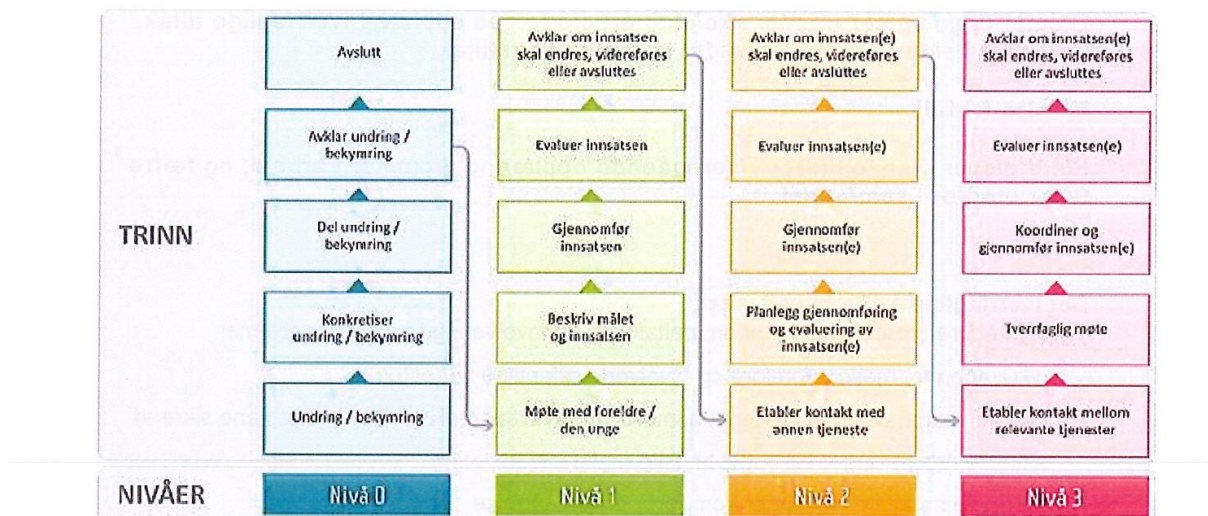 Avslutt
Avklar undring /
bekymring
Del undring /
bekymring
Konkretiser
undring / bekymring
Undring / bekymring
Avklar om innsatsen
skal endres, videreføres
eller avsluttes
Evaluer innsatsen
Gjennomfør
innsatsen
Beskriv målet
og innsatsen
Møte med foreldre /
den unge
Avklar om innsatsen(e)
skal endres, videreføres
eller avsluttes
Evaluer innsatsen(e)
Gjennomfør
innsatsen(e)
Planlegg gjennomføring
og evaluering av
innsatsen(e)
Etabler kontakt med
annen tjeneste
Avklar om innsatsen(e)
skal endres, videreføres
eller avsluttes
Evaluer innsatsen(e)
Koordiner og
gjennomfør innsatsen(e)
Tverrfaglig møte
Etabler kontakt mellom
relevante tjenester
TRINN
NIVÅER
Nivå 0
Nivå 1
Nivå 2
Nivå 3